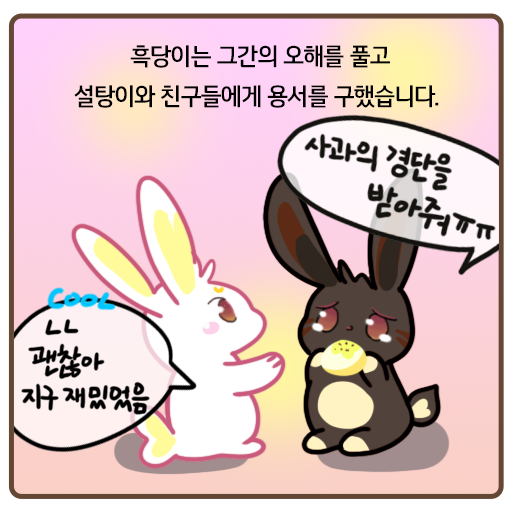 흑당이는 그간의 오해를 풀고
설탕이와 친구들에게 용서를 구했습니다.
사과의 경단을
받아줘ㅠㅠ
COOL
ㄴㄴ
괜찮아
지구 재밌었음